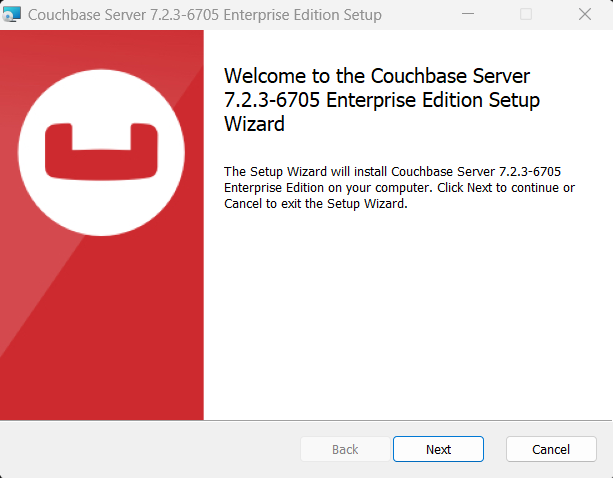 Couchbase Server 7.2.3-6705 Enterprise Edition Setup
Welcome to the Couchbase Server
7.2.3-6705 Enterprise Edition Setup
Wizard
The Setup Wizard will install Couchbase Server 7.2.3-6705
Enterprise Edition on your computer. Click Next to continue or
Cancel to exit the Setup Wizard.
Back
Next
Cancel